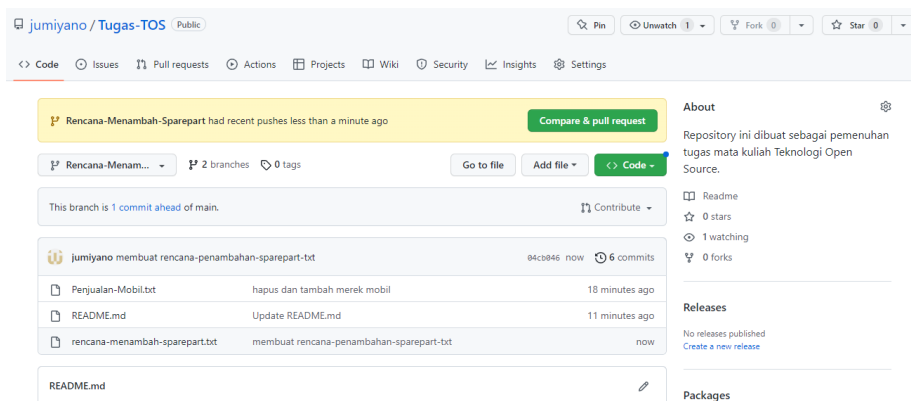 jumiyano / Tugas-TOS Public
Pin Unwatch 1 Fork 0 Star 0
<> Code Issues Pull requests Actions Projects Wiki Security Insights Settings
Rencana-Menambah-Sparepart had recent pushes less than a minute ago Compare & pull request
Rencana-Menam... 2 branches 0 tags Go to file Add file <> Code
This branch is 1 commit ahead of main. Contribute
jumiyano membuat rencana-penambahan-sparepart-txt 04cb046 now 6 commits
Penjualan-Mobil.txt hapus dan tambah merek mobil 18 minutes ago
README.md Update README.md 11 minutes ago
rencana-menambah-sparepart.txt membuat rencana-penambahan-sparepart-txt now
README.md
About
Repository ini dibuat sebagai pemenuhan
tugas mata kuliah Teknologi Open
Source.
Readme
0 stars
1 watching
0 forks
Releases
No releases published
Create a new release
Packages